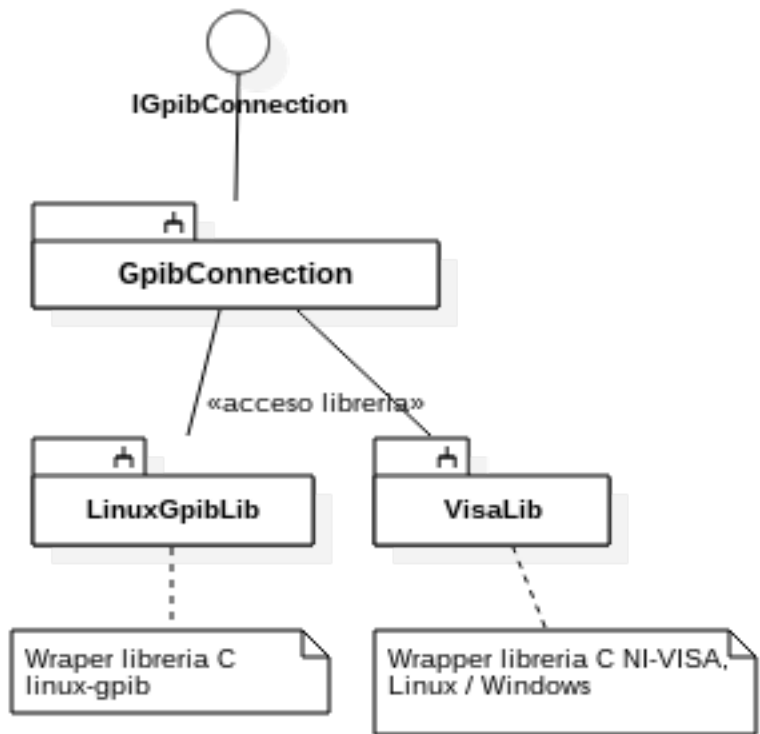 IGpibConnection
GpibConnection
«acceso libreria»
LinuxGpibLib
VisaLib
Wraper libreria C
linux-gpib
Wrapper libreria C NI-VISA,
Linux / Windows